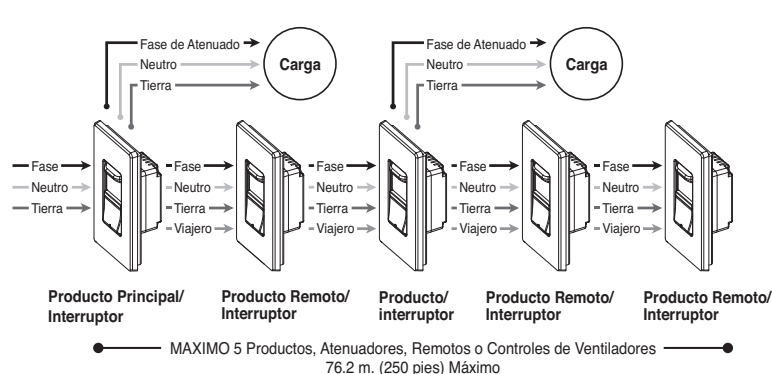 Fase de Atenuado
Neutro
Tierra
Carga
Fase de Atenuado
Neutro
Tierra
Carga
Fase
Neutro
Tierra
Fase
Neutro
Tierra
Viajero
Fase
Neutro
Tierra
Viajero
Fase
Neutro
Tierra
Viajero
Fase
Neutro
Tierra
Viajero
Producto Principal/
Interruptor
Producto Remoto/
Interruptor
Producto/
interruptor
Producto Remoto/
Interruptor
Producto Remoto/
Interruptor
MAXIMO 5 Productos, Atenuadores, Remotos o Controles de Ventiladores
76.2 m. (250 pies) Máximo